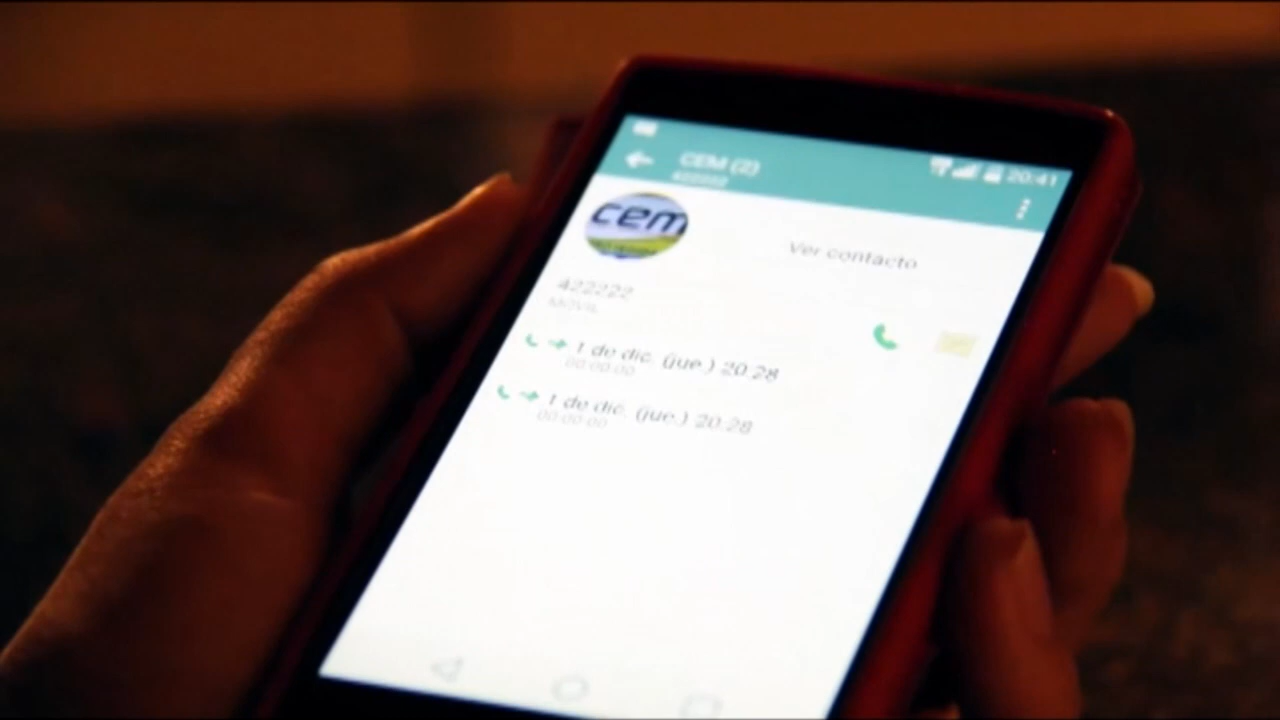 20:41
CEM (2)
422222
cem
Ver contacto
422222
MÓVIL
1 de dic. (jue.) 20:28
00:00:00
1 de dic. (jue.) 20:28
00:00:00